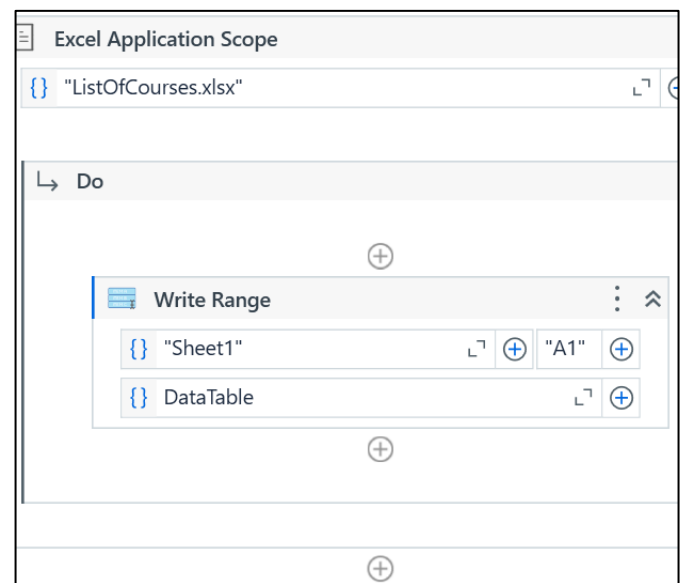 Excel Application Scope
{} "ListOfCourses.xlsx"
Do
Write Range
{} "Sheet1" "A1"
{} DataTable